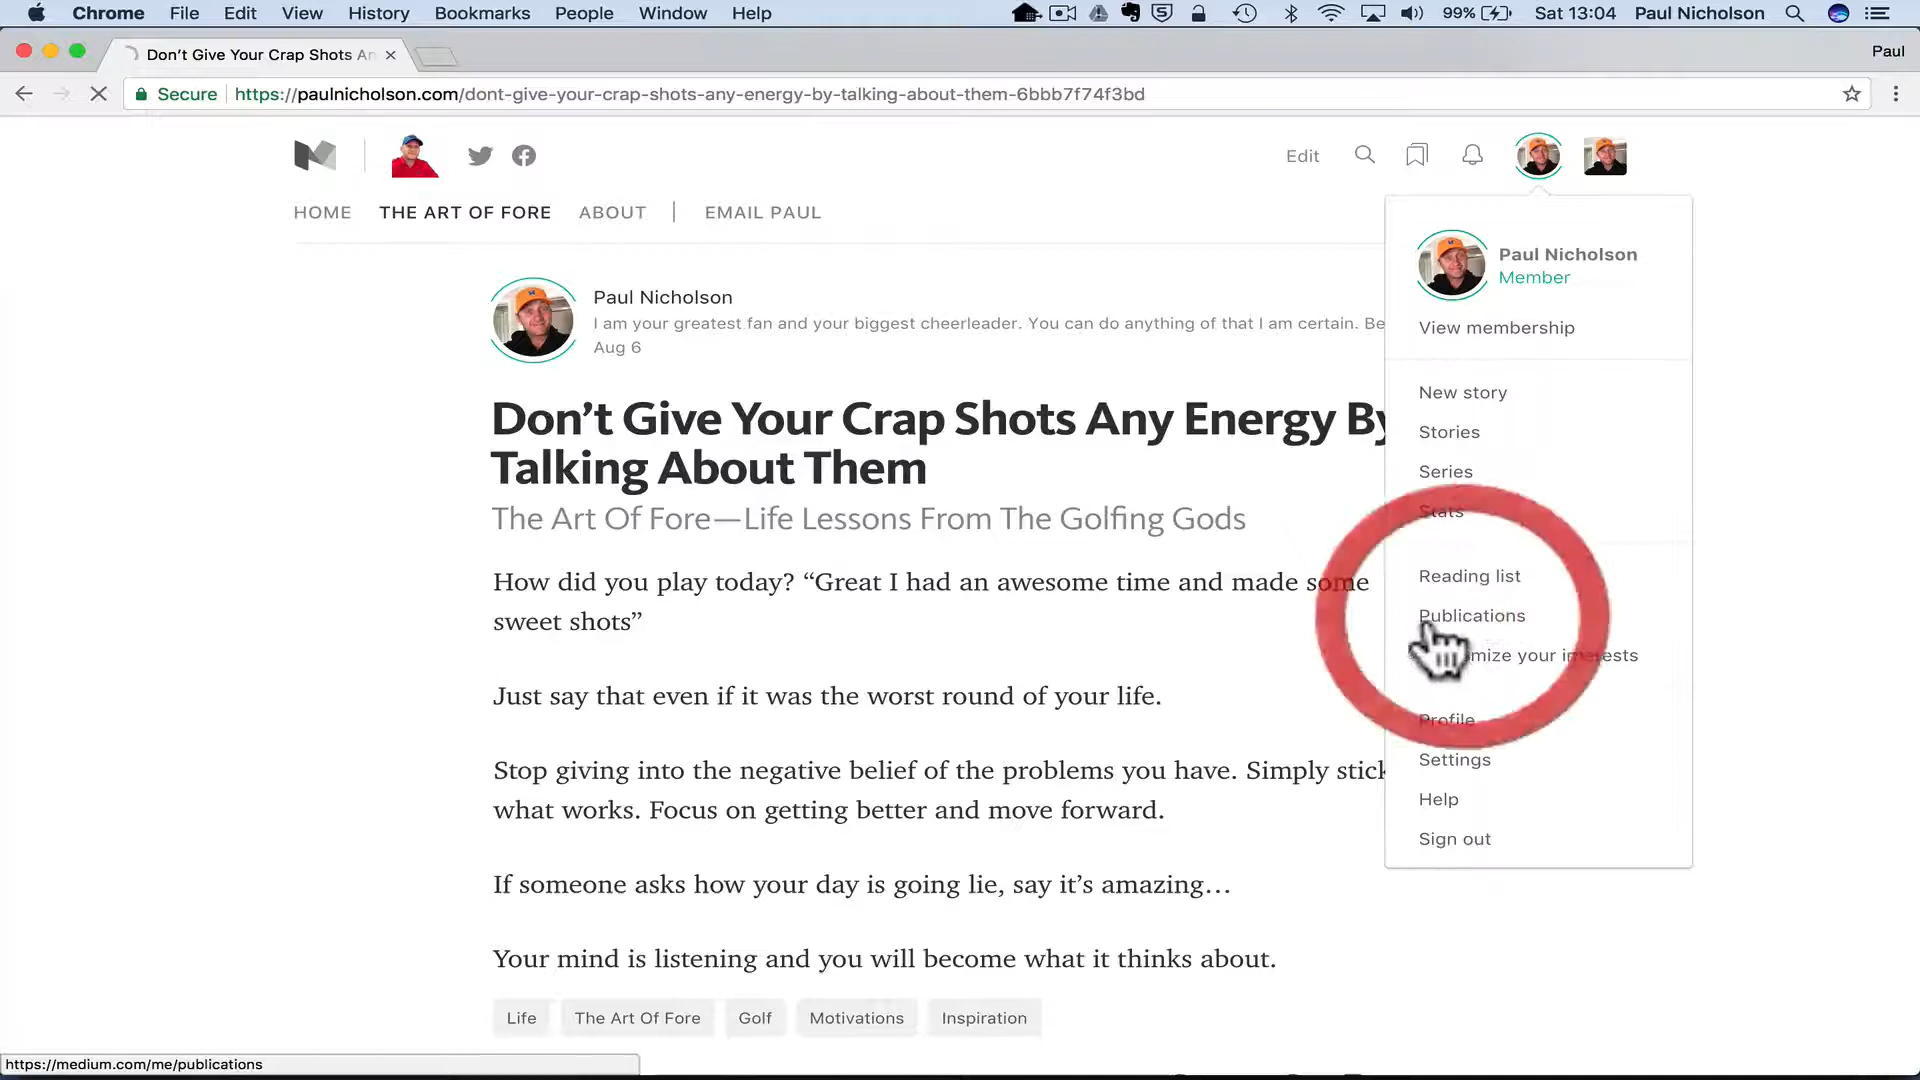 Chrome File Edit View History Bookmarks People Window Help 99% Sat 13:04 Paul Nicholson
Don’t Give Your Crap Shots An Paul
Secure https://paulnicholson.com/dont-give-your-crap-shots-any-energy-by-talking-about-them-6bbb7f74f3bd
Edit
HOME THE ART OF FORE ABOUT EMAIL PAUL
Paul Nicholson
I am your greatest fan and your biggest cheerleader. You can do anything of that I am certain. Be
Aug 6
Don’t Give Your Crap Shots Any Energy By
Talking About Them
The Art Of Fore—Life Lessons From The Golfing Gods
How did you play today? “Great I had an awesome time and made some
sweet shots”
Just say that even if it was the worst round of your life.
Stop giving into the negative belief of the problems you have. Simply stick
what works. Focus on getting better and move forward.
If someone asks how your day is going lie, say it’s amazing…
Your mind is listening and you will become what it thinks about.
Life The Art Of Fore Golf Motivations Inspiration
Paul Nicholson
Member
View membership
New story
Stories
Series
Stats
Reading list
Publications
mize your interests
Profile
Settings
Help
Sign out
https://medium.com/me/publications